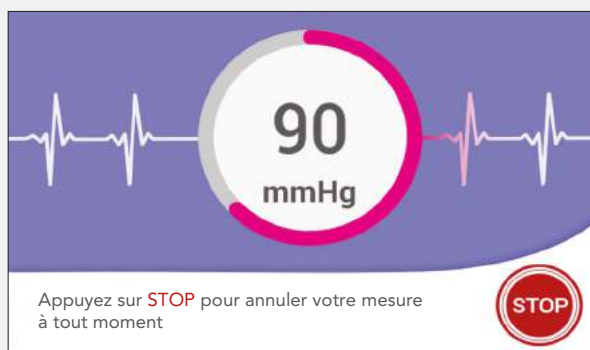 90
mmHg
Appuyez sur STOP pour annuler votre mesure
à tout moment
STOP